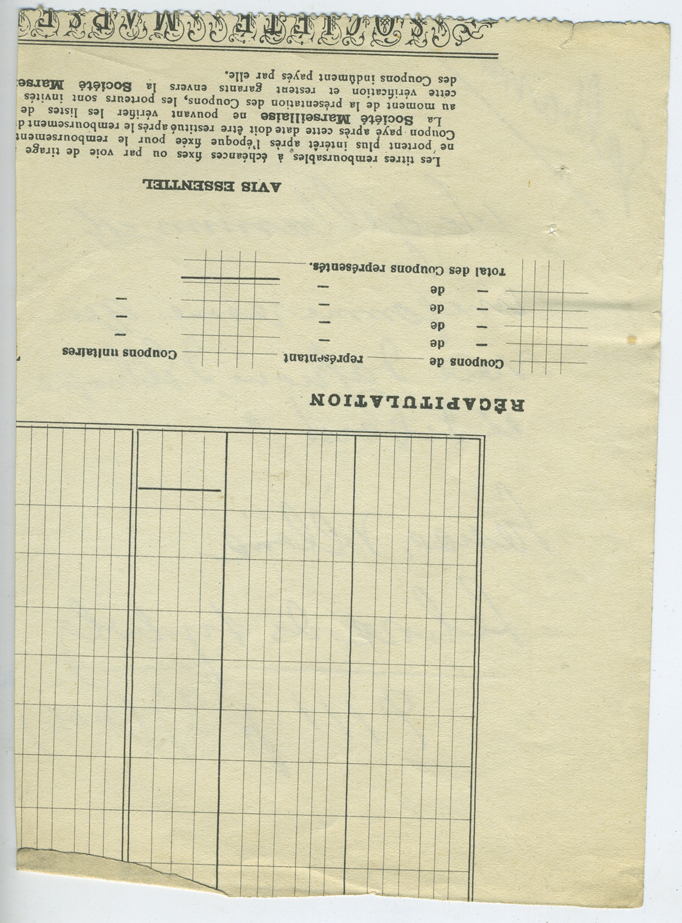 RÉCAPITULATION
Coupons de représentant Coupons unitaires
— de — —
— de — —
— de — —
— de —
Total des Coupons représentés.
AVIS ESSENTIEL
Les titres remboursables, à échéances fixes ou par voie de tirage
ne portent plus intérêt après l'époque fixée pour le remboursement
Coupon payé après cette date doit être restitué après le remboursement d
La Société Marseillaise ne pouvant vérifier les listes de
au moment de la présentation des Coupons, les porteurs sont invités
cette vérification et restent garants envers la Société Marse
des Coupons indûment payés par elle.
SOCIÉTÉ MARSE